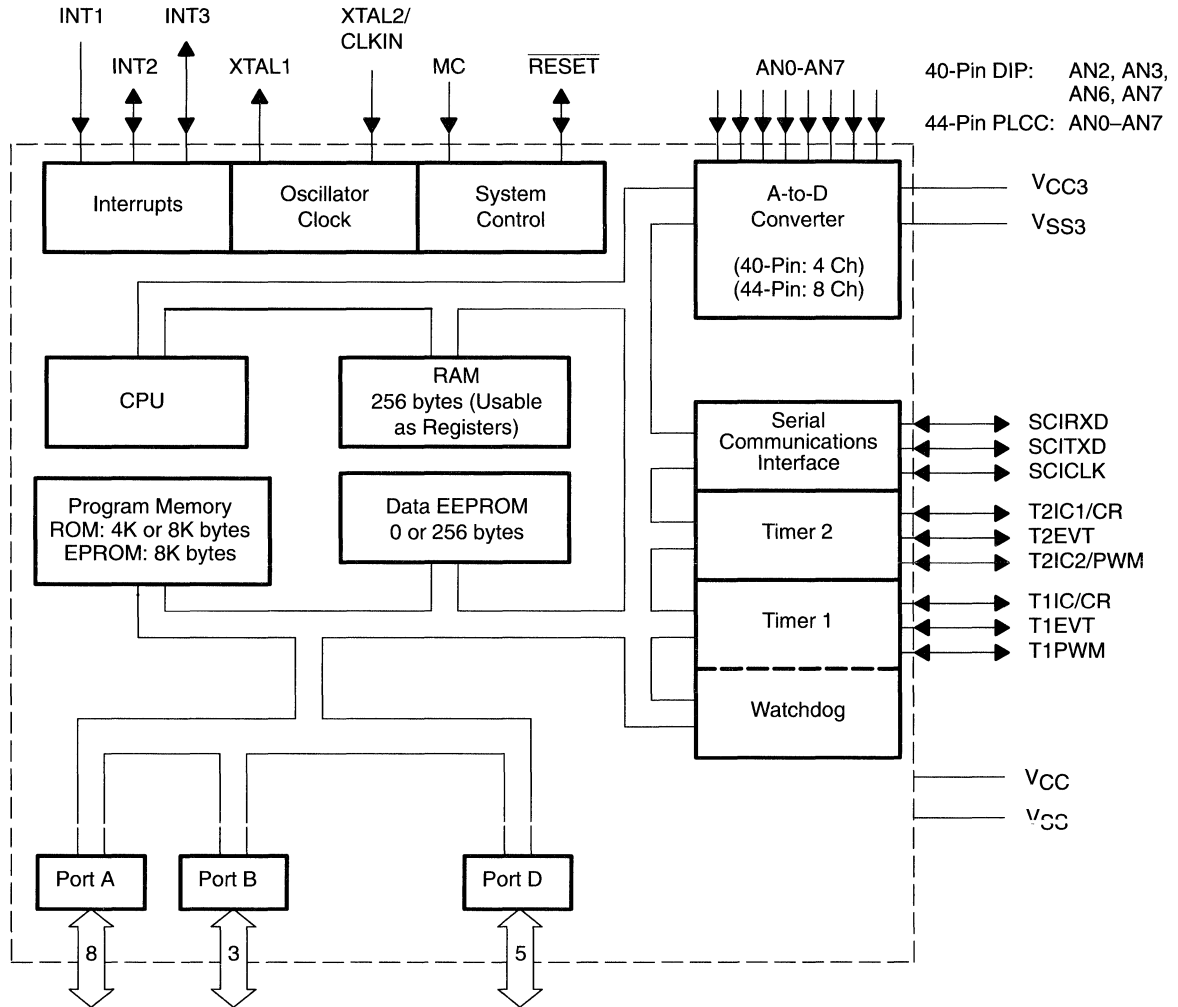 INT1
INT3
XTAL2/
CLKIN
INT2
XTAL1
MC
RESET
AN0-AN7
40-Pin DIP: AN2, AN3,
AN6, AN7
44-Pin PLCC: AN0–AN7
Interrupts
Oscillator
Clock
System
Control
A-to-D
Converter
(40-Pin: 4 Ch)
(44-Pin: 8 Ch)
VCC3
VSS3
CPU
RAM
256 bytes (Usable
as Registers)
Serial
Communications
Interface
SCIRXD
SCITXD
SCICLK
Program Memory
ROM: 4K or 8K bytes
EPROM: 8K bytes
Data EEPROM
0 or 256 bytes
Timer 2
T2IC1/CR
T2EVT
T2IC2/PWM
Timer 1
T1IC/CR
T1EVT
T1PWM
Watchdog
VCC
VSS
Port A
Port B
Port D
8
3
5